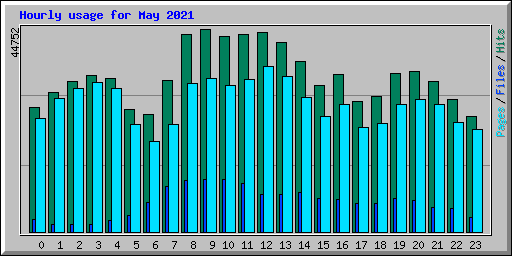 Hourly usage for May 2021
44752
Pages/Files/Hits
0 1 2 3 4 5 6 7 8 9 10 11 12 13 14 15 16 17 18 19 20 21 22 23